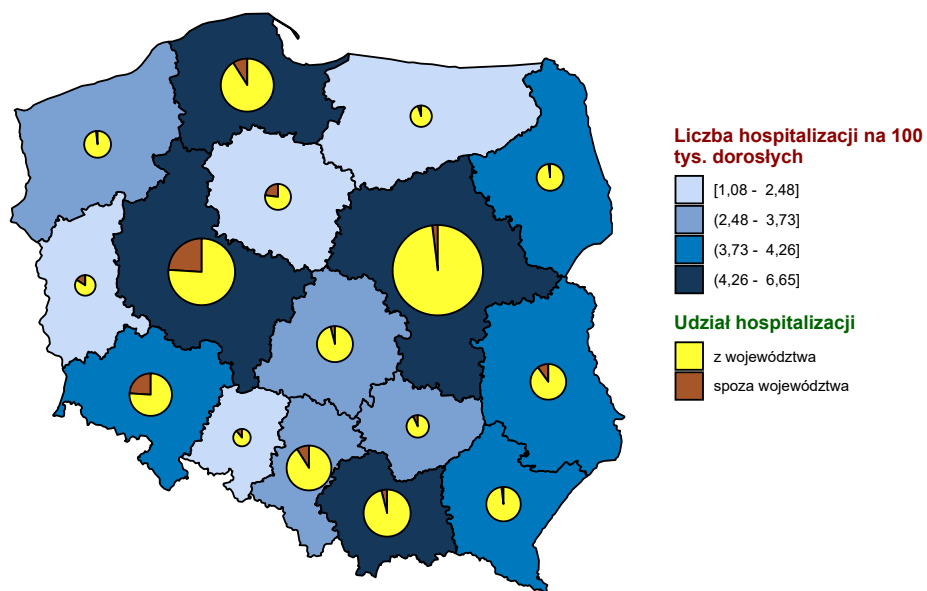 Liczba hospitalizacji na 100
tys. dorosłych
[1,08 - 2,48]
(2,48 - 3,73]
(3,73 - 4,26]
(4,26 - 6,65]
Udział hospitalizacji
z województwa
spoza województwa